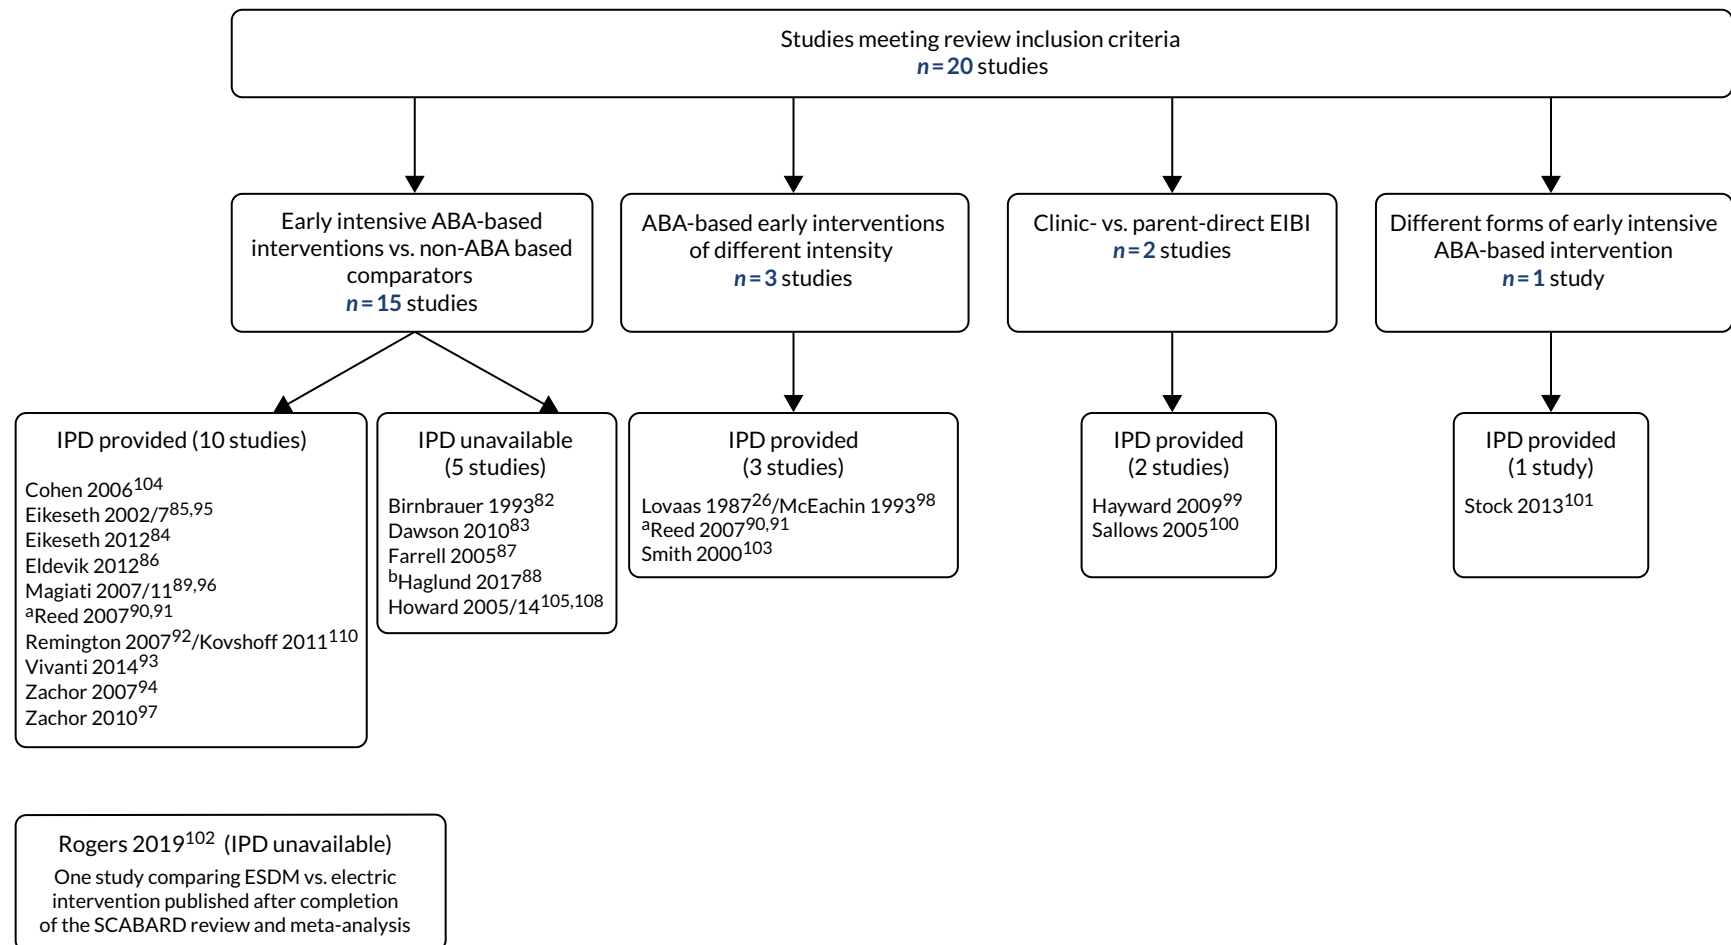 Studies meeting review inclusion criteria
n = 20 studies
Early intensive ABA-based
interventions vs. non-ABA based
comparators
n = 15 studies
ABA-based early interventions
of different intensity
n = 3 studies
Clinic- vs. parent-direct EIBI
n = 2 studies
Different forms of early intensive
ABA-based intervention
n = 1 study
IPD provided (10 studies)
Cohen 2006104
Eikeseth 2002/785,95
Eikeseth 201284
Eldevik 201286
Magiati 2007/1189,96
aReed 200790,91
Remington 200792/Kovshoff 2011110
Vivanti 201493
Zachor 200794
Zachor 201097
IPD unavailable
(5 studies)
Birnbrauer 199382
Dawson 201083
Farrell 200587
bHaglund 201788
Howard 2005/14105,108
IPD provided
(3 studies)
Lovaas 198726/McEachin 199398
aReed 200790,91
Smith 2000103
IPD provided
(2 studies)
Hayward 200999
Sallows 2005100
IPD provided
(1 study)
Stock 2013101
Rogers 2019102 (IPD unavailable)
One study comparing ESDM vs. electric
intervention published after completion
of the SCABARD review and meta-analysis